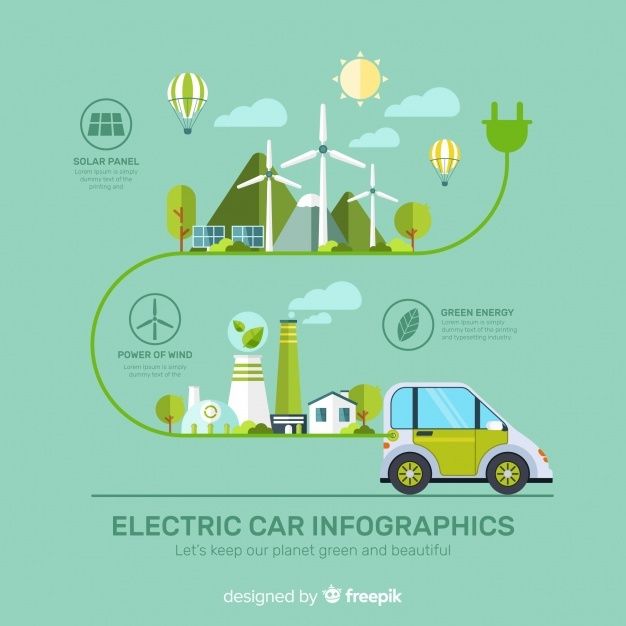 SOLAR PANEL
Lorem ipsum is simply
dummy text of the
printing and
GREEN ENERGY
Lorem ipsum is simply
dummy text of the printing
and typesetting industry
POWER OF WIND
Lorem ipsum is simply
dummy text of the
ELECTRIC CAR INFOGRAPHICS
Let's keep our planet green and beautiful
designed by freepik